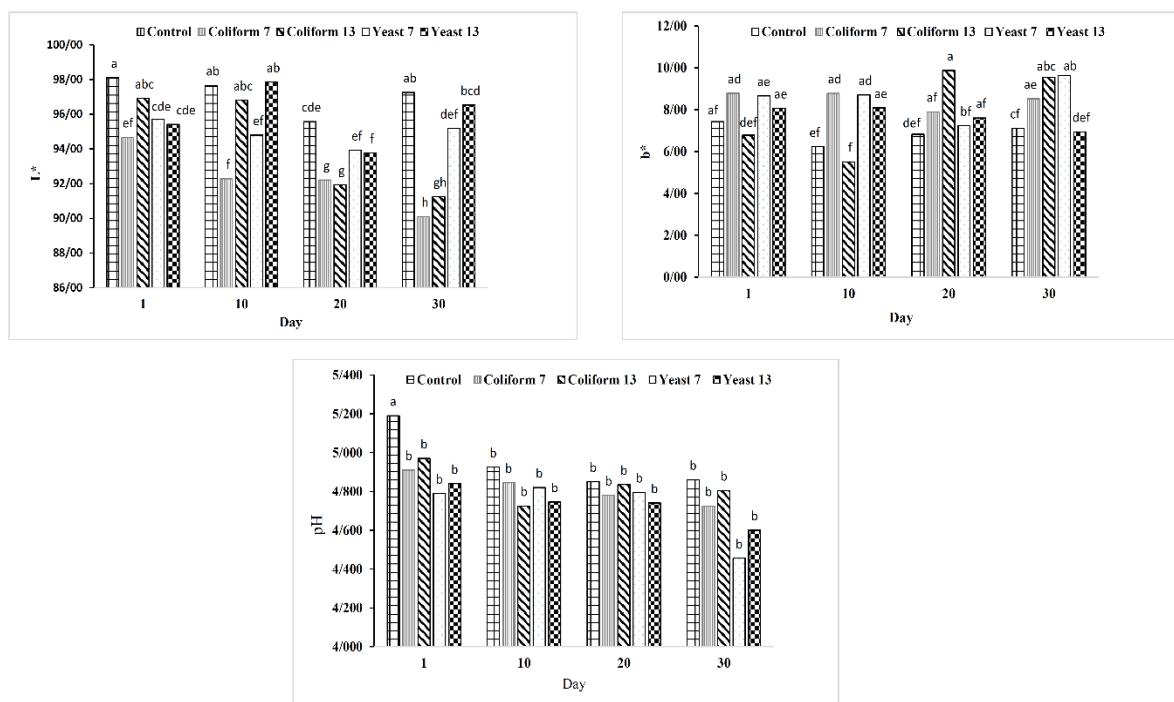 Control Coliform 7 Coliform 13 Yeast 7 Yeast 13
100/00
98/00
96/00
94/00
92/00
90/00
88/00
86/00
L*
a ef abc cde cde
ab f abc ef ab
cde g g ef f
ab h gh def bcd
1 10 20 30
Day
Control Coliform 7 Coliform 13 Yeast 7 Yeast 13
12/00
10/00
8/00
6/00
4/00
2/00
0/00
b*
af ad def ae ae
ef ad f ad ae
def af a bf af
cf ae abc ab def
1 10 20 30
Day
Control Coliform 7 Coliform 13 Yeast 7 Yeast 13
5/400
5/200
5/000
4/800
4/600
4/400
4/200
4/000
pH
a b b b b
b b b b b
b b b b b
b b b b b
1 10 20 30
Day